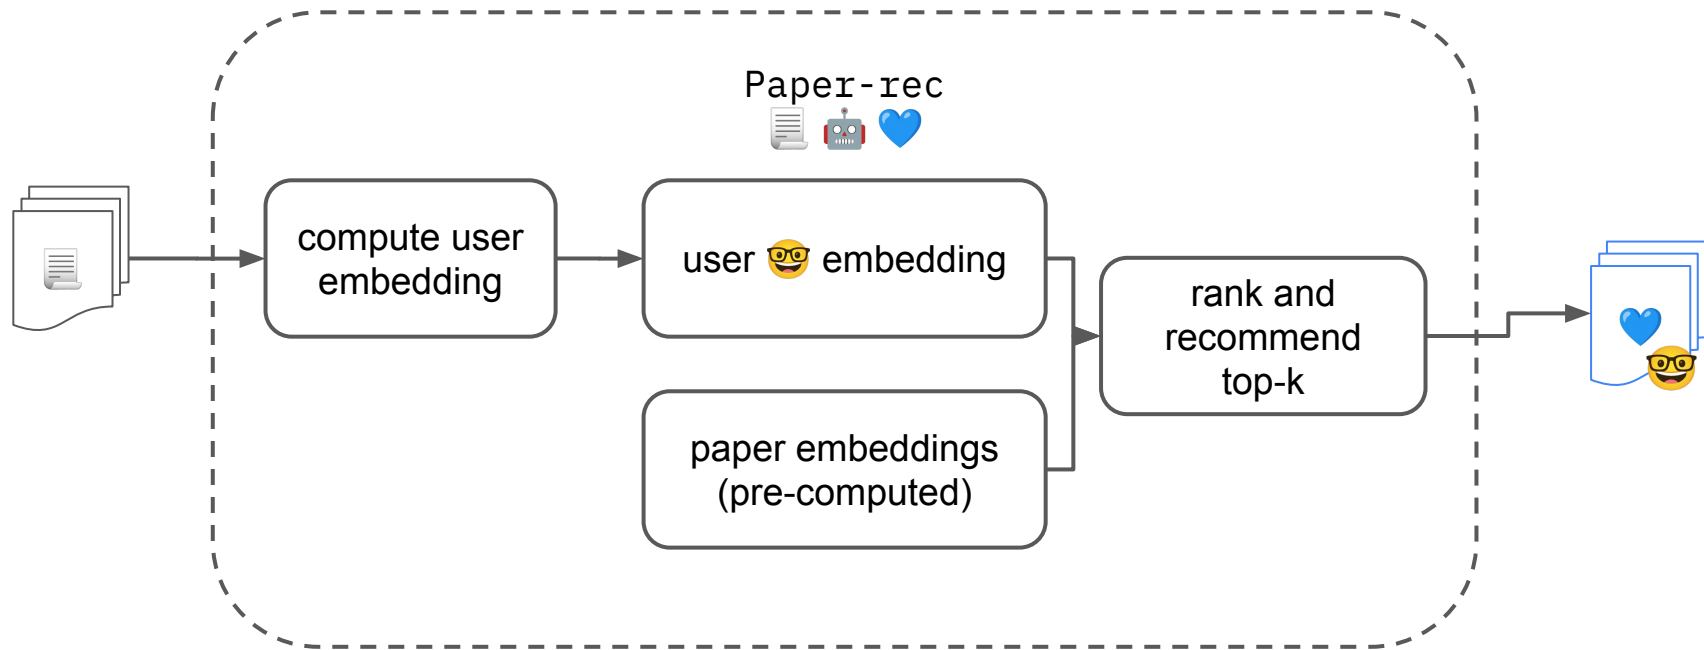 Paper-rec
📜 🤖 💙
compute user
embedding
user 🤓 embedding
paper embeddings
(pre-computed)
rank and
recommend
top-k